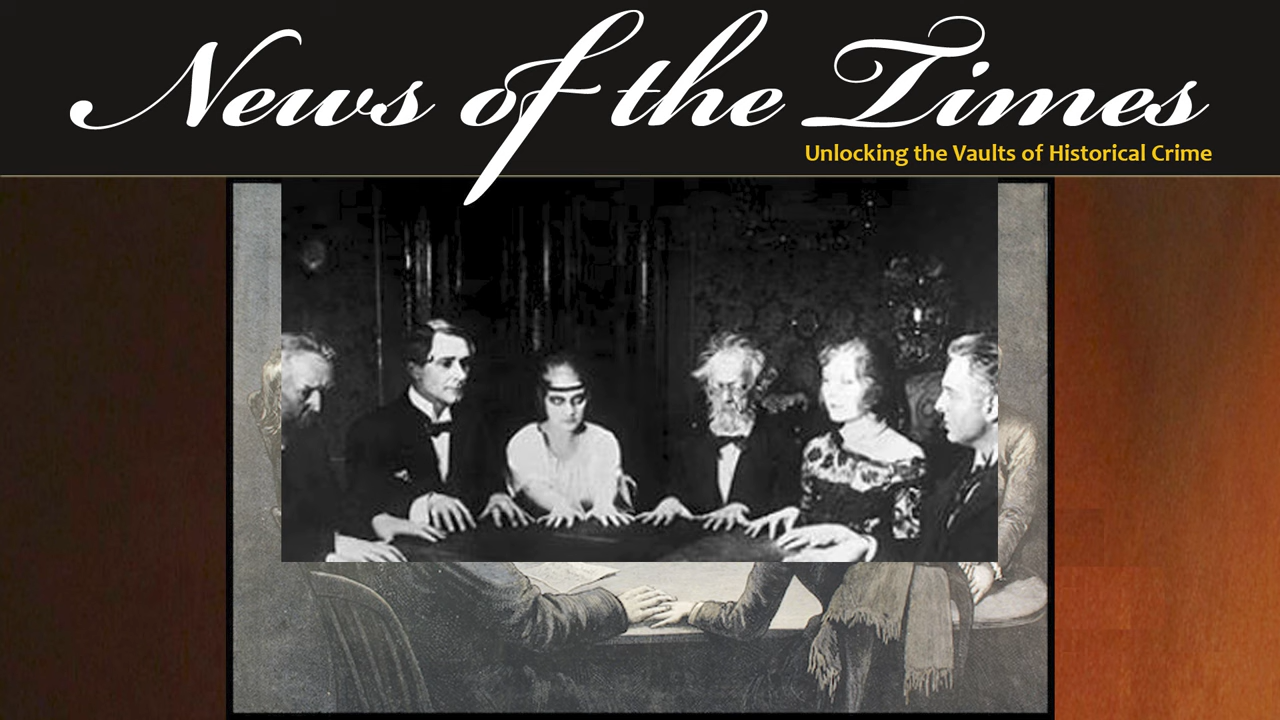 News of the Times
Unlocking the Vaults of Historical Crime